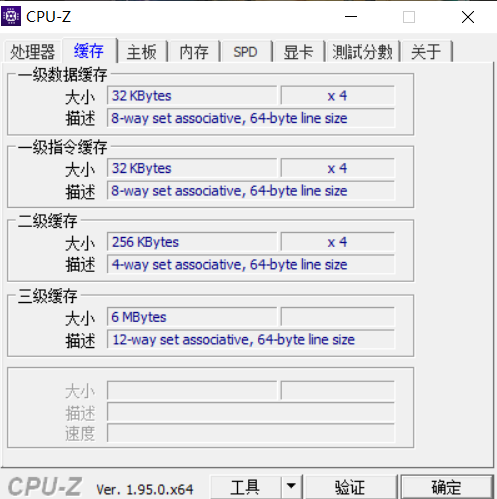 CPU-Z
处理器 缓存 主板 内存 SPD 显卡 測試分數 关于
一级数据缓存
大小 32 KBytes x 4
描述 8-way set associative, 64-byte line size
一级指令缓存
大小 32 KBytes x 4
描述 8-way set associative, 64-byte line size
二级缓存
大小 256 KBytes x 4
描述 4-way set associative, 64-byte line size
三级缓存
大小 6 MBytes
描述 12-way set associative, 64-byte line size
大小
描述
速度
CPU-Z Ver. 1.95.0.x64 工具 验证 确定